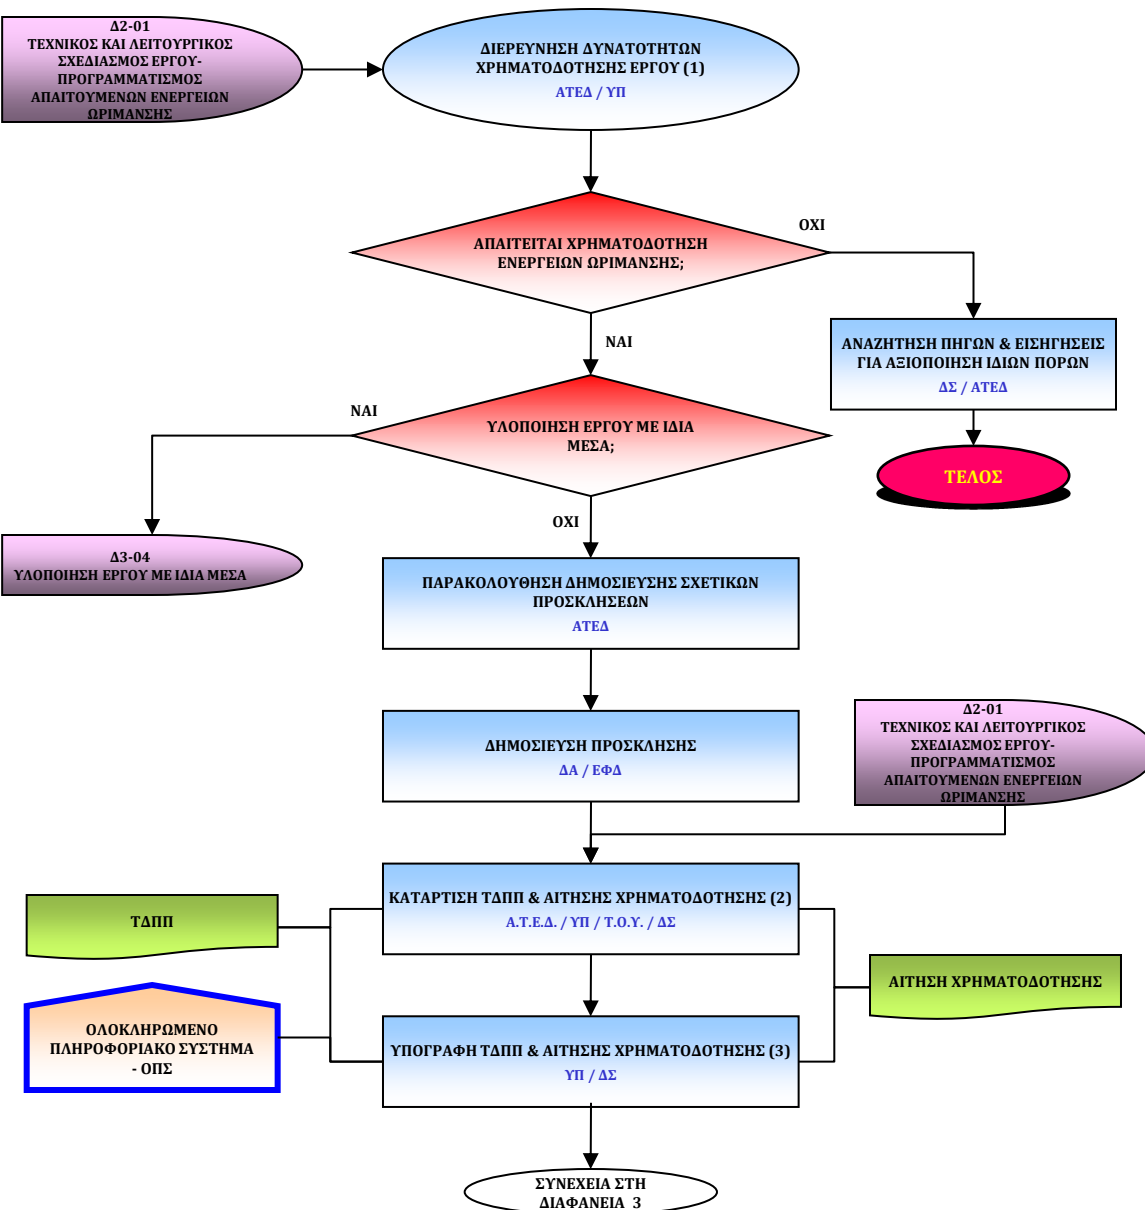 Δ2-01
ΤΕΧΝΙΚΟΣ ΚΑΙ ΛΕΙΤΟΥΡΓΙΚΟΣ
ΣΧΕΔΙΑΣΜΟΣ ΕΡΓΟΥ-
ΠΡΟΓΡΑΜΜΑΤΙΣΜΟΣ
ΑΠΑΙΤΟΥΜΕΝΩΝ ΕΝΕΡΓΕΙΩΝ
ΩΡΙΜΑΝΣΗΣ
ΔΙΕΡΕΥΝΗΣΗ ΔΥΝΑΤΟΤΗΤΩΝ
ΧΡΗΜΑΤΟΔΟΤΗΣΗΣ ΕΡΓΟΥ (1)
ΑΤΕΔ / ΥΠ
ΑΠΑΙΤΕΙΤΑΙ ΧΡΗΜΑΤΟΔΟΤΗΣΗ
ΕΝΕΡΓΕΙΩΝ ΩΡΙΜΑΝΣΗΣ;
ΟΧΙ
ΝΑΙ
ΑΝΑΖΗΤΗΣΗ ΠΗΓΩΝ & ΕΙΣΗΓΗΣΕΙΣ
ΓΙΑ ΑΞΙΟΠΟΙΗΣΗ ΙΔΙΩΝ ΠΟΡΩΝ
ΔΣ / ΑΤΕΔ
ΤΕΛΟΣ
ΥΛΟΠΟΙΗΣΗ ΕΡΓΟΥ ΜΕ ΙΔΙΑ
ΜΕΣΑ;
ΝΑΙ
ΟΧΙ
Δ3-04
ΥΛΟΠΟΙΗΣΗ ΕΡΓΟΥ ΜΕ ΙΔΙΑ ΜΕΣΑ
ΠΑΡΑΚΟΛΟΥΘΗΣΗ ΔΗΜΟΣΙΕΥΣΗΣ ΣΧΕΤΙΚΩΝ
ΠΡΟΣΚΛΗΣΕΩΝ
ΑΤΕΔ
ΔΗΜΟΣΙΕΥΣΗ ΠΡΟΣΚΛΗΣΗΣ
ΔΑ / ΕΦΔ
Δ2-01
ΤΕΧΝΙΚΟΣ ΚΑΙ ΛΕΙΤΟΥΡΓΙΚΟΣ
ΣΧΕΔΙΑΣΜΟΣ ΕΡΓΟΥ-
ΠΡΟΓΡΑΜΜΑΤΙΣΜΟΣ
ΑΠΑΙΤΟΥΜΕΝΩΝ ΕΝΕΡΓΕΙΩΝ
ΩΡΙΜΑΝΣΗΣ
ΚΑΤΑΡΤΙΣΗ ΤΔΠΠ & ΑΙΤΗΣΗΣ ΧΡΗΜΑΤΟΔΟΤΗΣΗΣ (2)
Α.Τ.Ε.Δ. / ΥΠ / Τ.Ο.Υ. / ΔΣ
ΤΔΠΠ
ΑΙΤΗΣΗ ΧΡΗΜΑΤΟΔΟΤΗΣΗΣ
ΟΛΟΚΛΗΡΩΜΕΝΟ
ΠΛΗΡΟΦΟΡΙΑΚΟ ΣΥΣΤΗΜΑ
- ΟΠΣ
ΥΠΟΓΡΑΦΗ ΤΔΠΠ & ΑΙΤΗΣΗΣ ΧΡΗΜΑΤΟΔΟΤΗΣΗΣ (3)
ΥΠ / ΔΣ
ΣΥΝΕΧΕΙΑ ΣΤΗ
ΔΙΑΦΑΝΕΙΑ 3